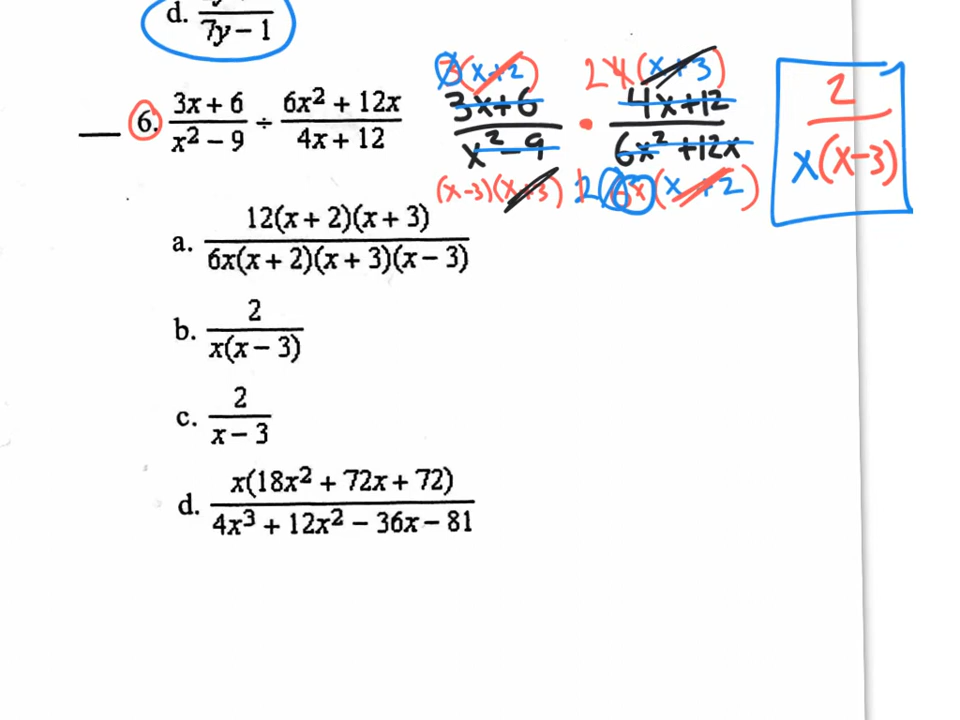 d. 7y − 1
6. 3x + 6 / x² − 9 ÷ 6x² + 12x / 4x + 12
3(x+2) 2 4(x+3)
3x+6 / x² − 9 • 4x+12 / 6x² + 12x
(x−3)(x+3) 2 6x(x+2)
2 / x(x−3)
a. 12(x + 2)(x + 3) / 6x(x + 2)(x + 3)(x − 3)
b. 2 / x(x − 3)
c. 2 / x − 3
d. x(18x² + 72x + 72) / 4x³ + 12x² − 36x − 81